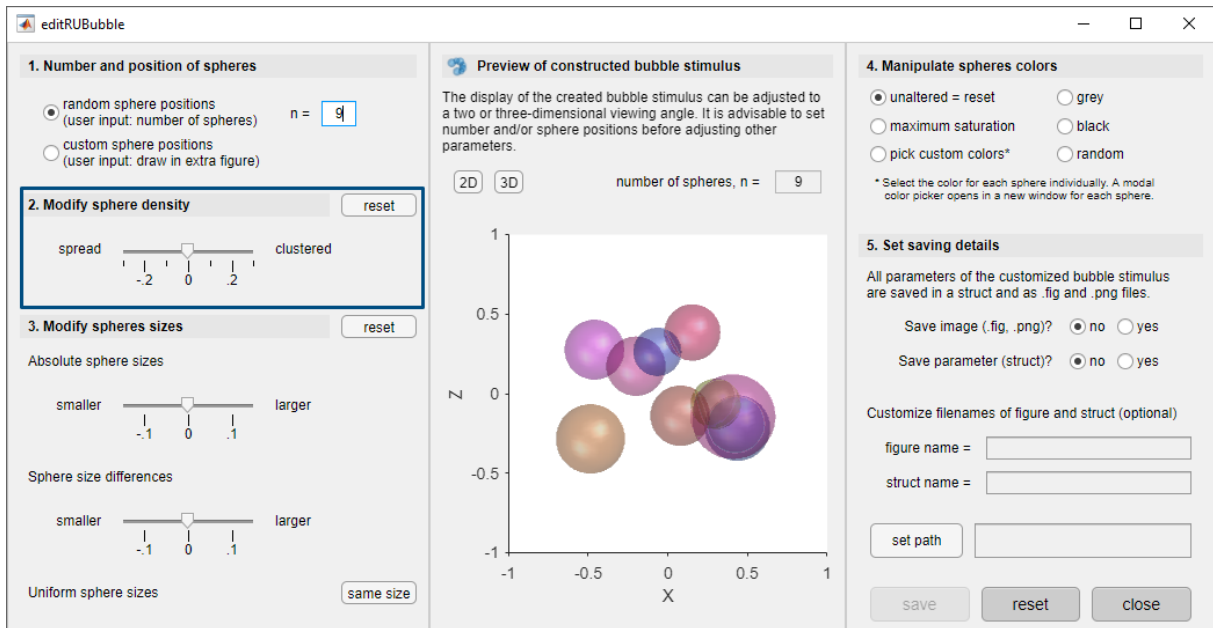 editRUBubble
1. Number and position of spheres
random sphere positions
(user input: number of spheres)
n =
9
custom sphere positions
(user input: draw in extra figure)
2. Modify sphere density
reset
spread
clustered
-.2
0
.2
3. Modify spheres sizes
reset
Absolute sphere sizes
smaller
larger
-.1
0
.1
Sphere size differences
smaller
larger
-.1
0
.1
Uniform sphere sizes
same size
Preview of constructed bubble stimulus
The display of the created bubble stimulus can be adjusted to
a two or three-dimensional viewing angle. It is advisable to set
number and/or sphere positions before adjusting other
parameters.
2D
3D
number of spheres, n =
9
1
0.5
0
-0.5
-1
Z
-1
-0.5
0
0.5
1
X
4. Manipulate spheres colors
unaltered = reset
grey
maximum saturation
black
pick custom colors*
random
* Select the color for each sphere individually. A modal
color picker opens in a new window for each sphere.
5. Set saving details
All parameters of the customized bubble stimulus
are saved in a struct and as .fig and .png files.
Save image (.fig, .png)?
no
yes
Save parameter (struct)?
no
yes
Customize filenames of figure and struct (optional)
figure name =
struct name =
set path
save
reset
close